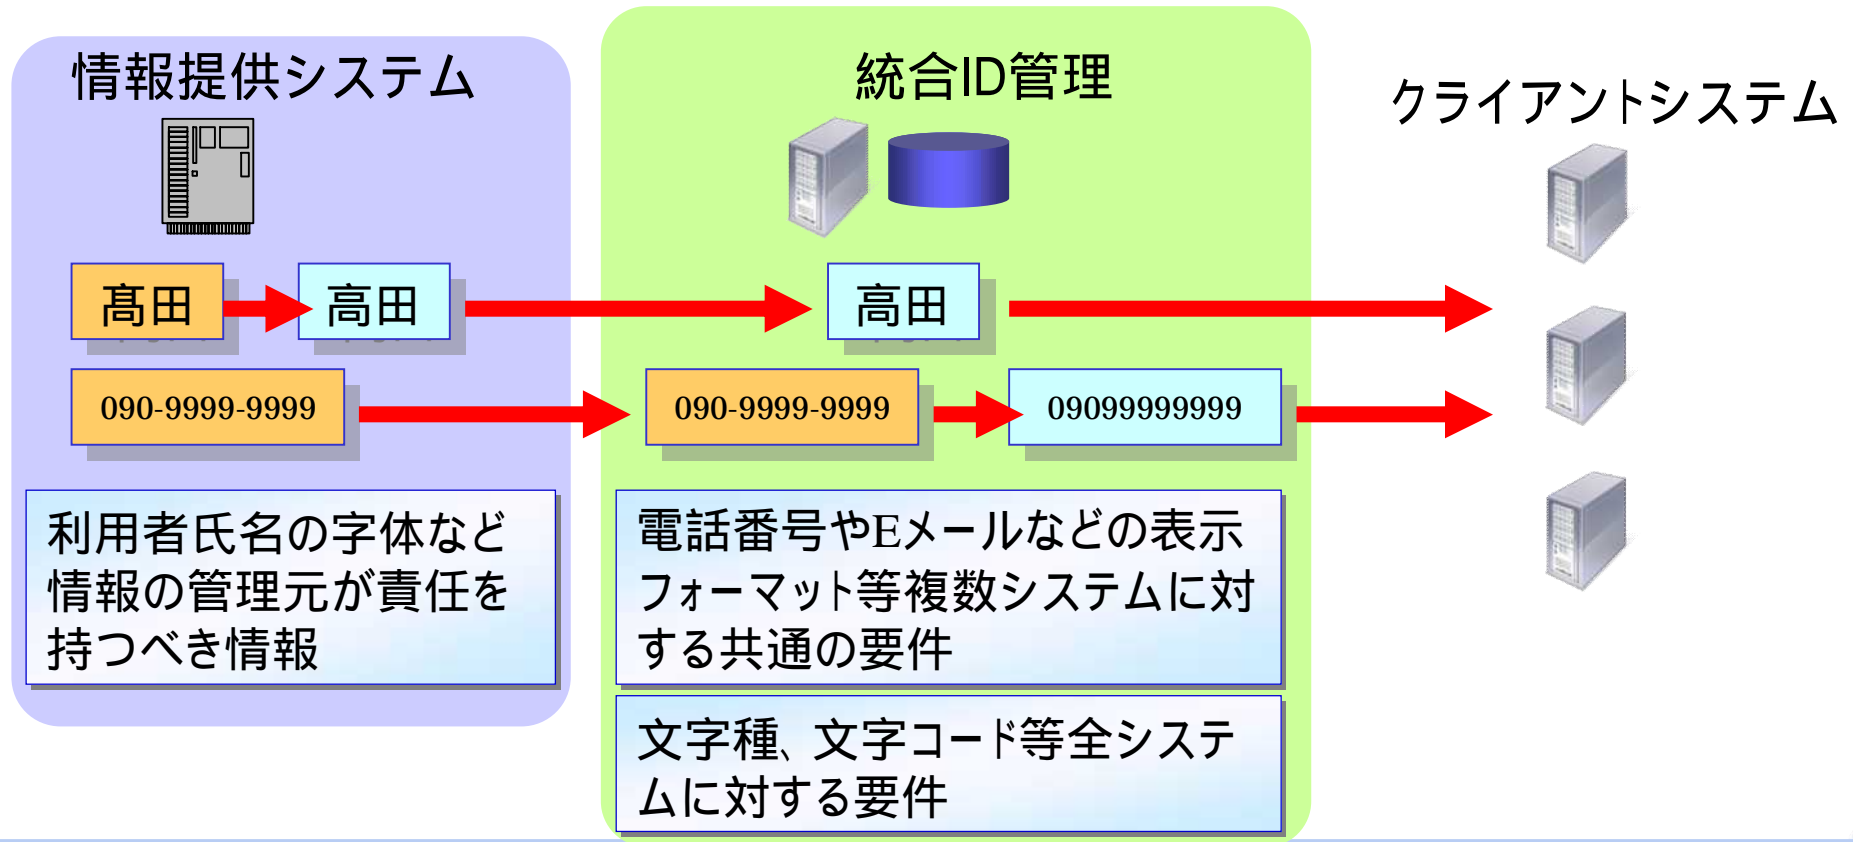 情報提供システム
統合ID管理
クライアントシステム
髙田
高田
高田
090-9999-9999
090-9999-9999
09099999999
利用者氏名の字体など
情報の管理元が責任を
持つべき情報
電話番号やEメールなどの表示
フォーマット等複数システムに対
する共通の要件
文字種、文字コード等全システ
ムに対する要件